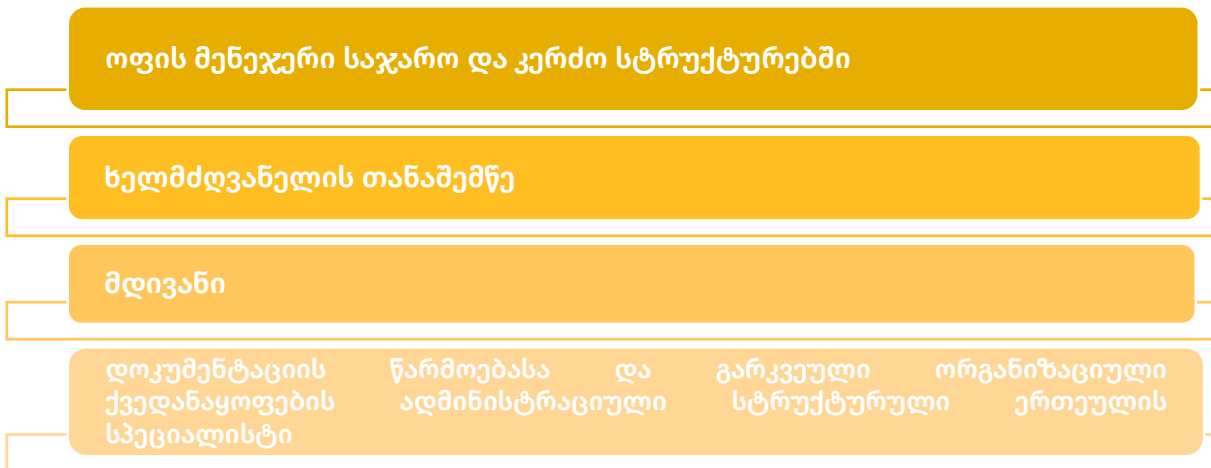 ოფის მენეჯერი საჯარო და კერძო სტრუქტურებში
ხელმძღვანელის თანაშემწე
მდივანი
დოკუმენტაციის წარმოებასა და გარკვეული ორგანიზაციული
ქვედანაყოფების ადმინისტრაციული სტრუქტურული ერთეულის
სპეციალისტი